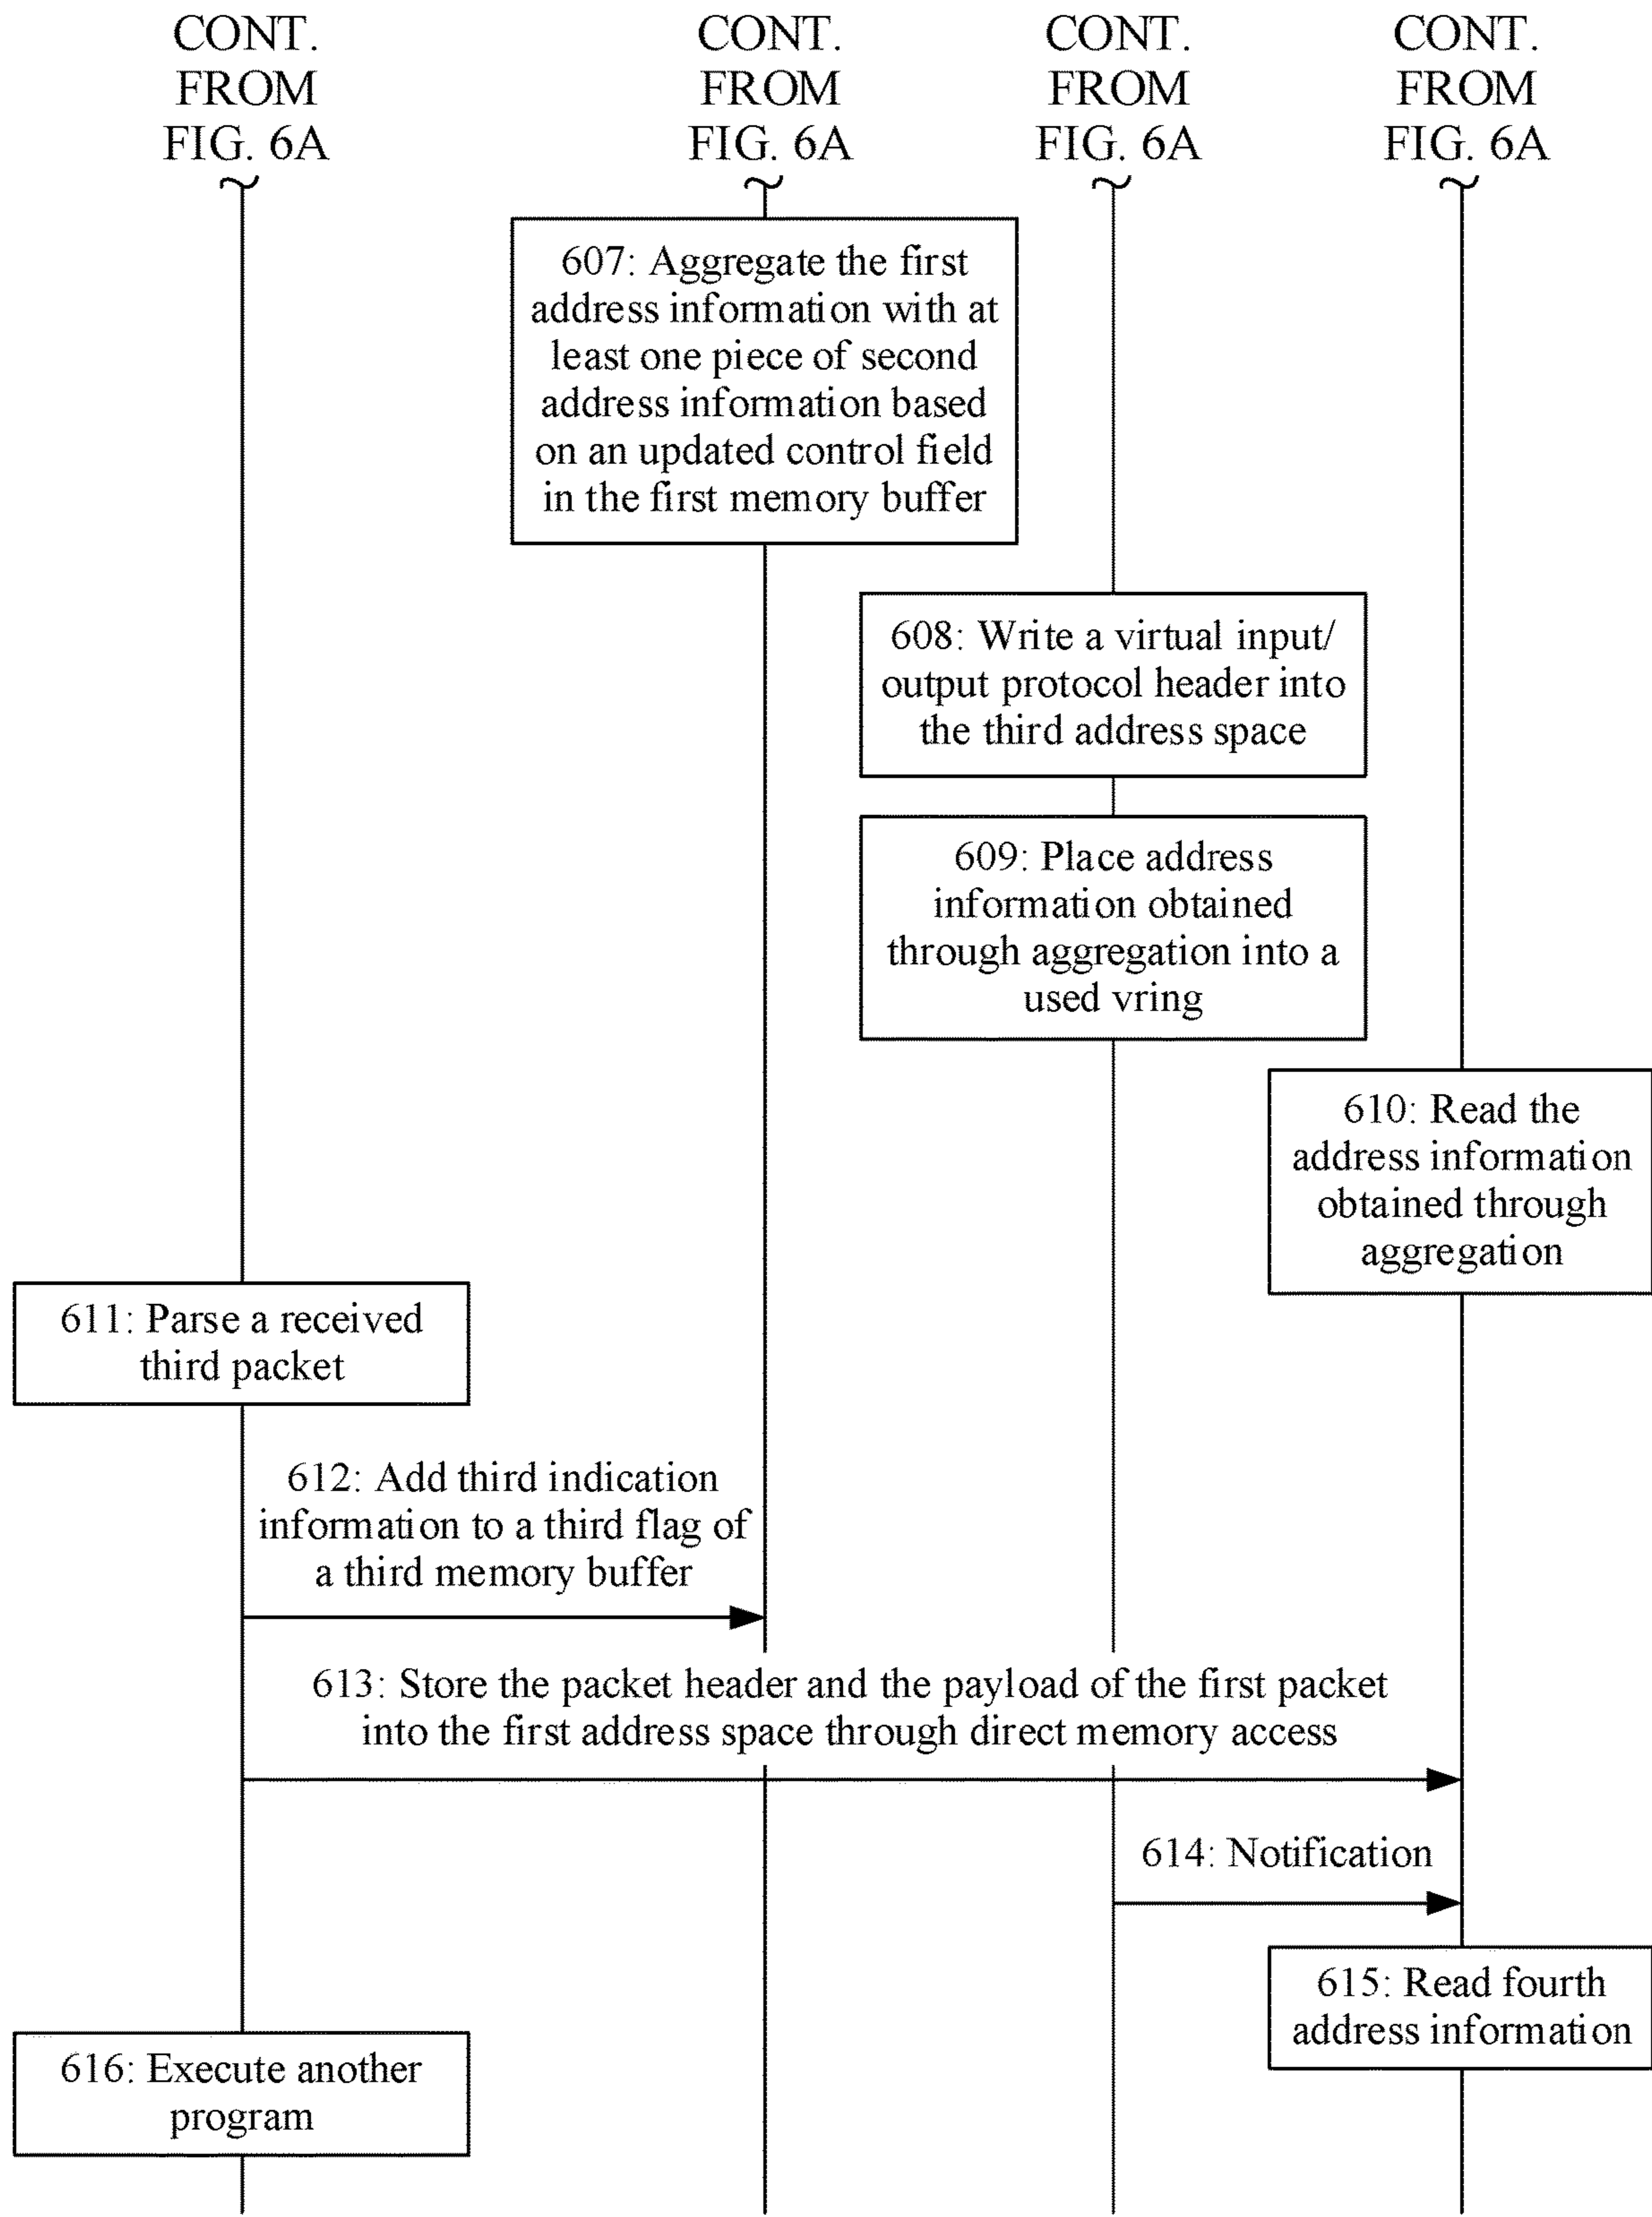 CONT.
FROM
FIG. 6A
CONT.
FROM
FIG. 6A
CONT.
FROM
FIG. 6A
CONT.
FROM
FIG. 6A
607: Aggregate the first
address information with at
least one piece of second
address information based
on an updated control field
in the first memory buffer
608: Write a virtual input/
output protocol header into
the third address space
609: Place address
information obtained
through aggregation into a
used vring
610: Read the
address information
obtained through
aggregation
611: Parse a received
third packet
612: Add third indication
information to a third flag of
a third memory buffer
613: Store the packet header and the payload of the first packet
into the first address space through direct memory access
614: Notification
615: Read fourth
address information
616: Execute another
program